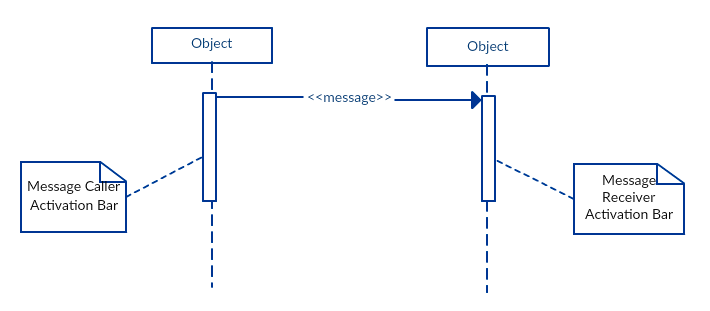 Object
Object
<<message>>
Message Caller
Activation Bar
Message
Receiver
Activation Bar